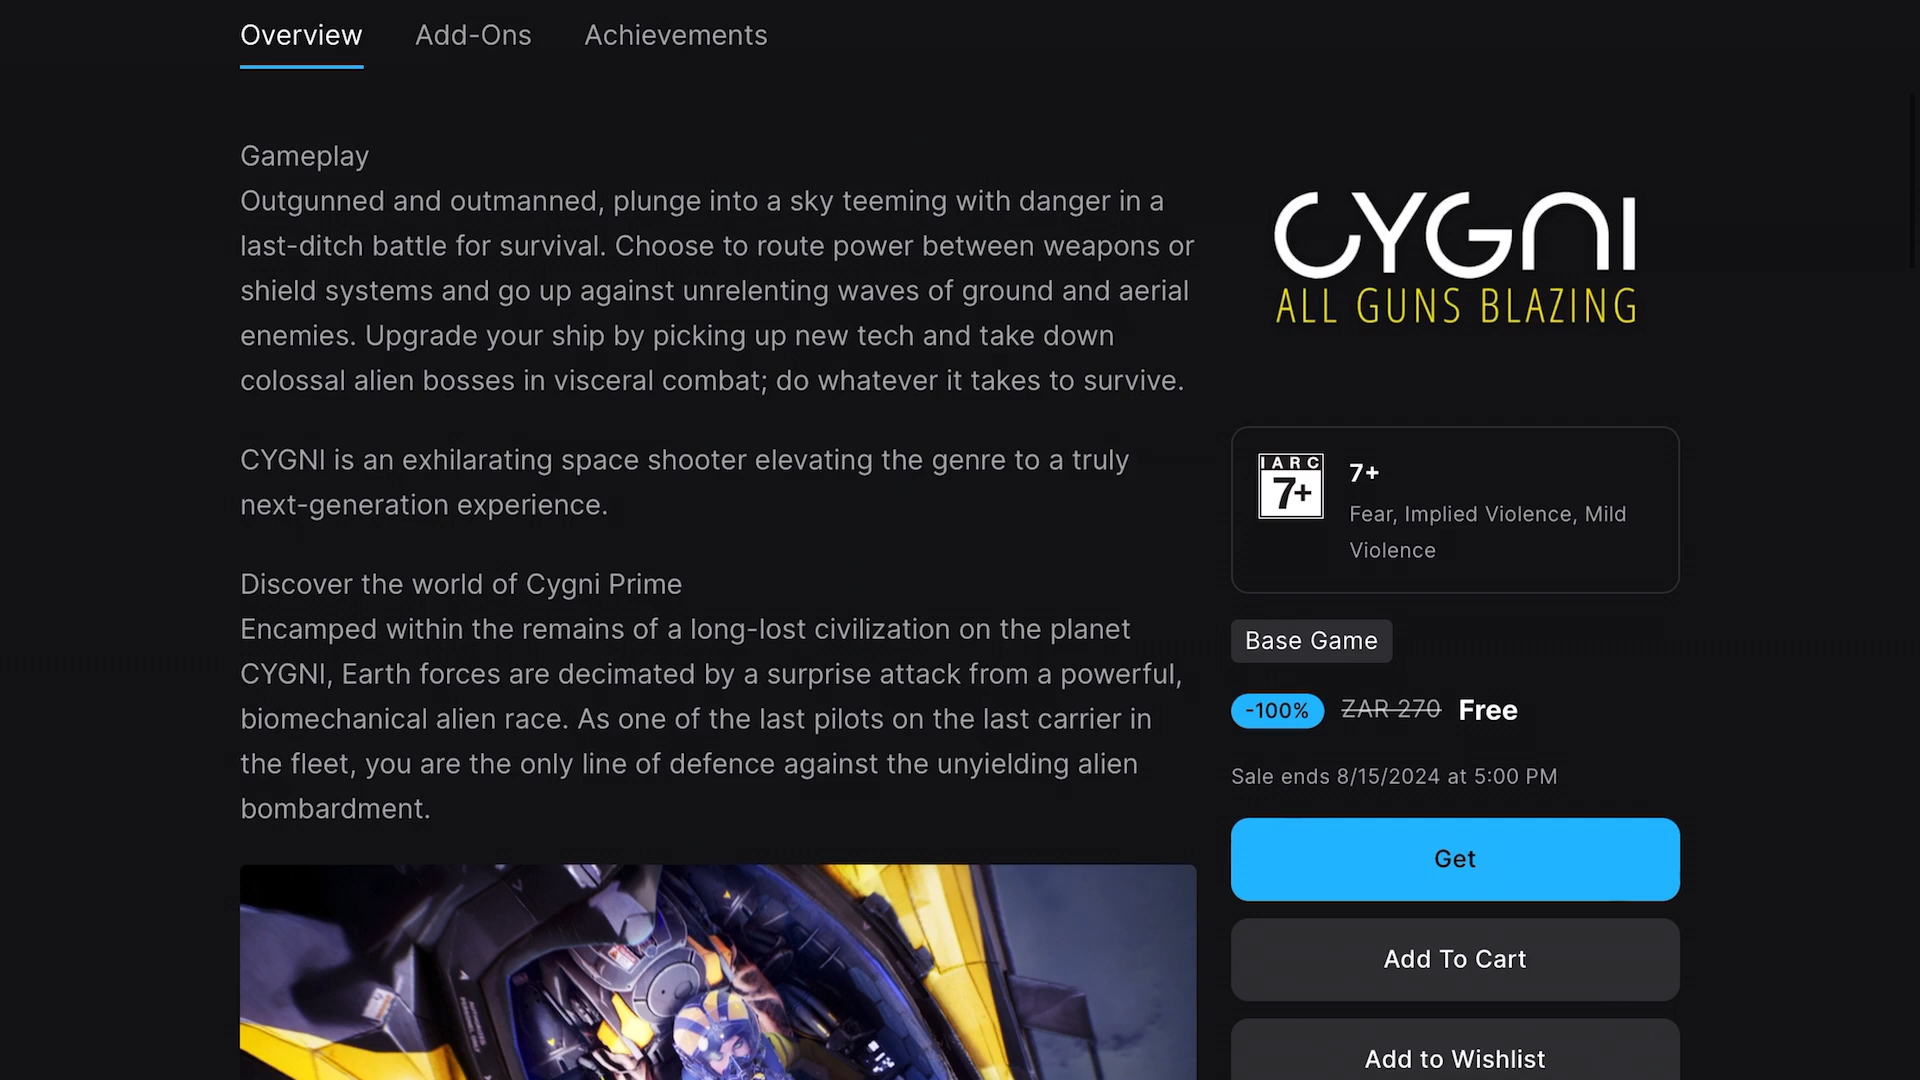 Overview
Add-Ons
Achievements
Gameplay
Outgunned and outmanned, plunge into a sky teeming with danger in a
last-ditch battle for survival. Choose to route power between weapons or
shield systems and go up against unrelenting waves of ground and aerial
enemies. Upgrade your ship by picking up new tech and take down
colossal alien bosses in visceral combat; do whatever it takes to survive.
CYGNI is an exhilarating space shooter elevating the genre to a truly
next-generation experience.
Discover the world of Cygni Prime
Encamped within the remains of a long-lost civilization on the planet
CYGNI, Earth forces are decimated by a surprise attack from a powerful,
biomechanical alien race. As one of the last pilots on the last carrier in
the fleet, you are the only line of defence against the unyielding alien
bombardment.
CYGNI
ALL GUNS BLAZING
IARC
7+
7+
Fear, Implied Violence, Mild
Violence
Base Game
-100% ZAR 270 Free
Sale ends 8/15/2024 at 5:00 PM
Get
Add To Cart
Add to Wishlist